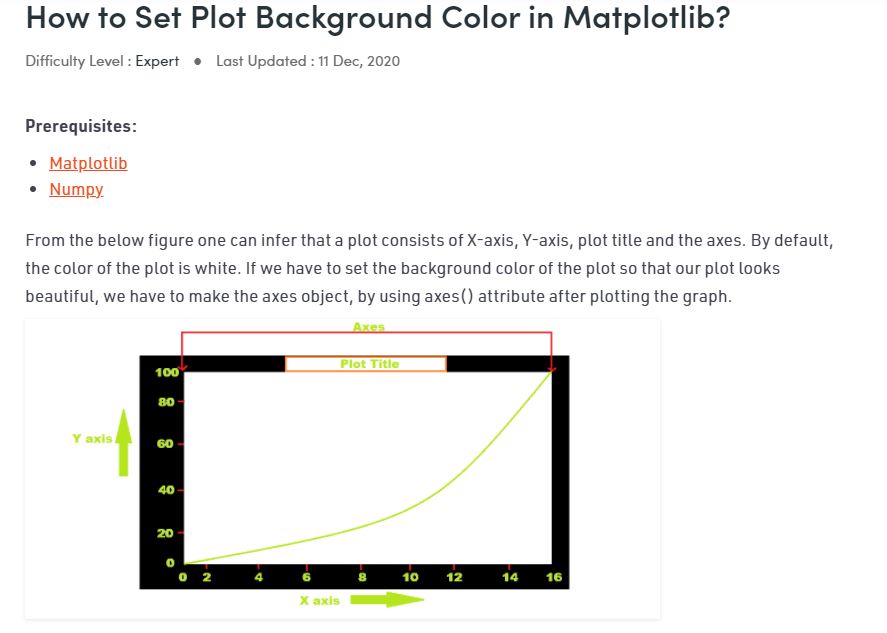 How to Set Plot Background Color in Matplotlib?
Difficulty Level : Expert ● Last Updated : 11 Dec, 2020
Prerequisites:
• Matplotlib
• Numpy
From the below figure one can infer that a plot consists of X-axis, Y-axis, plot title and the axes. By default,
the color of the plot is white. If we have to set the background color of the plot so that our plot looks
beautiful, we have to make the axes object, by using axes() attribute after plotting the graph.
Axes
Plot Title
100
80
Y axis
60
40
20
0
0 2 4 6 8 10 12 14 16
X axis